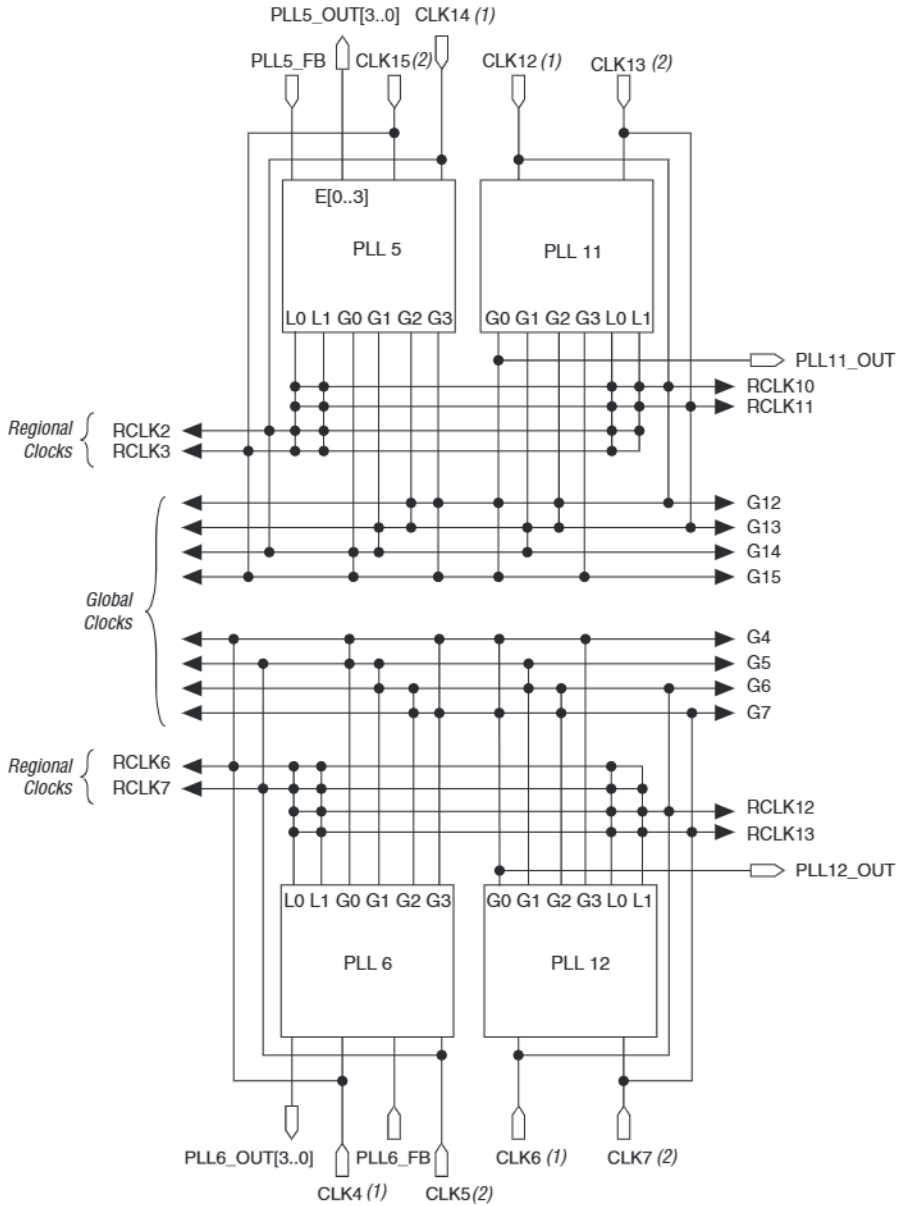 PLL5_OUT[3..0] CLK14 (1)
PLL5_FB CLK15 (2) CLK12 (1) CLK13 (2)
E[0..3]
PLL 5 PLL 11
L0 L1 G0 G1 G2 G3 G0 G1 G2 G3 L0 L1
PLL11_OUT
RCLK10
RCLK11
Regional
Clocks
RCLK2
RCLK3
G12
G13
G14
G15
Global
Clocks
G4
G5
G6
G7
Regional
Clocks
RCLK6
RCLK7
RCLK12
RCLK13
PLL12_OUT
L0 L1 G0 G1 G2 G3 G0 G1 G2 G3 L0 L1
PLL 6 PLL 12
PLL6_OUT[3..0] PLL6_FB CLK6 (1) CLK7 (2)
CLK4 (1) CLK5 (2)